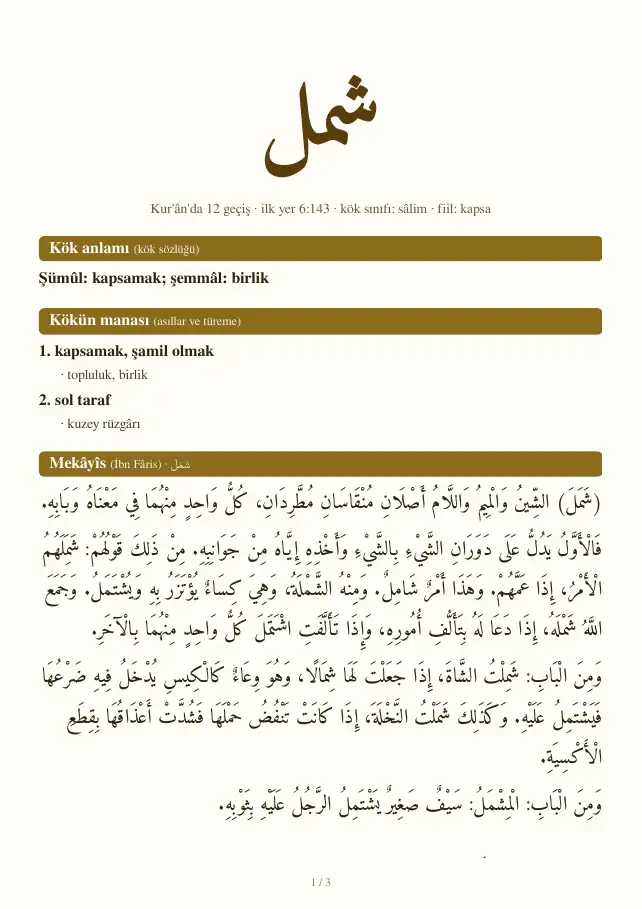 شمل
Kur'ân'da 12 geçiş · ilk yer 6:143 · kök sınıfı: sâlim · fiil: kapsa
Kök anlamı (kök sözlüğü)
Şümûl: kapsamak; şemmâl: birlik
Kökün manası (asıllar ve türeme)
1. kapsamak, şamil olmak
· topluluk, birlik
2. sol taraf
· kuzey rüzgârı
Mekâyîs (İbn Fâris) · شمل
(شَمَلَ) الشِّينُ وَالْمِيمُ وَاللَّامُ أَصْلَانِ مُنْقَاسَانِ مُطَّرِدَانِ، كُلُّ وَاحِدٍ مِنْهُمَا فِي مَعْنَاهُ وَبَابِهِ.
فَالْأَوَّلُ يَدُلُّ عَلَى دَوَرَانِ الشَّيْءِ بِالشَّيْءِ وَأَخْذِهِ إِيَّاهُ مِنْ جَوَانِبِهِ. مِنْ ذَلِكَ قَوْلُهُمْ: شَمِلَهُمُ
الْأَمْرُ، إِذَا عَمَّهُمْ. وَهَذَا أَمْرٌ شَامِلٌ. وَمِنْهُ الشَّمْلَةُ، وَهِيَ كِسَاءٌ يُؤْتَزَرُ بِهِ وَيُشْتَمَلُ. وَجَمَعَ
اللَّهُ شَمْلَهُ، إِذَا دَعَا لَهُ بِتَأَلُّفِ أُمُورِهِ، وَإِذَا تَأَلَّفَتِ اشْتَمَلَ كُلُّ وَاحِدٍ مِنْهُمَا بِالْآخَرِ.
وَمِنَ الْبَابِ: شَمِلْتُ الشَّاةَ، إِذَا جَعَلْتَ لَهَا شِمَالًا، وَهُوَ وِعَاءٌ كَالْكِيسِ يُدْخَلُ فِيهِ ضَرْعُهَا
فَيَشْتَمِلُ عَلَيْهِ. وَكَذَلِكَ شَمَلْتُ النَّخْلَةَ، إِذَا كَانَتْ تَنْفُضُ حَمْلَهَا فَشُدَّتْ أَعْذَاقُهَا بِقِطَعِ
الْأَكْسِيَةِ.
وَمِنَ الْبَابِ: الْمِشْمَلُ: سَيْفٌ صَغِيرٌ يَشْتَمِلُ الرَّجُلُ عَلَيْهِ بِثَوْبِهِ.
1 / 3